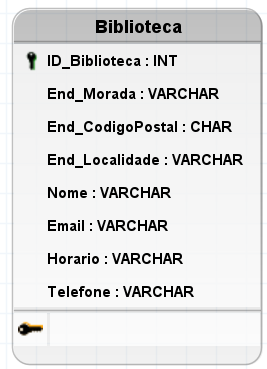 Biblioteca
ID_Biblioteca : INT
End_Morada : VARCHAR
End_CodigoPostal : CHAR
End_Localidade : VARCHAR
Nome : VARCHAR
Email : VARCHAR
Horario : VARCHAR
Telefone : VARCHAR